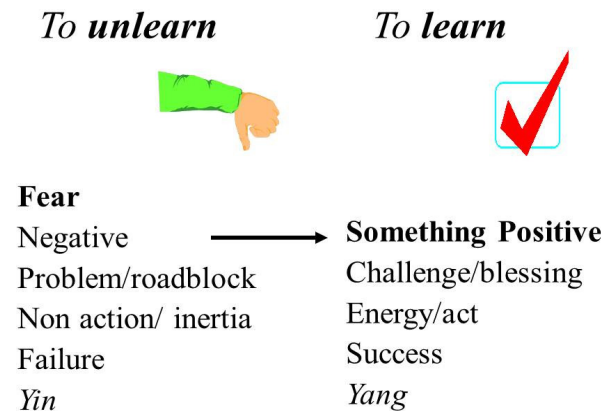 To unlearn
To learn
Fear
Negative
Problem/roadblock
Non action/ inertia
Failure
Yin
Something Positive
Challenge/blessing
Energy/act
Success
Yang